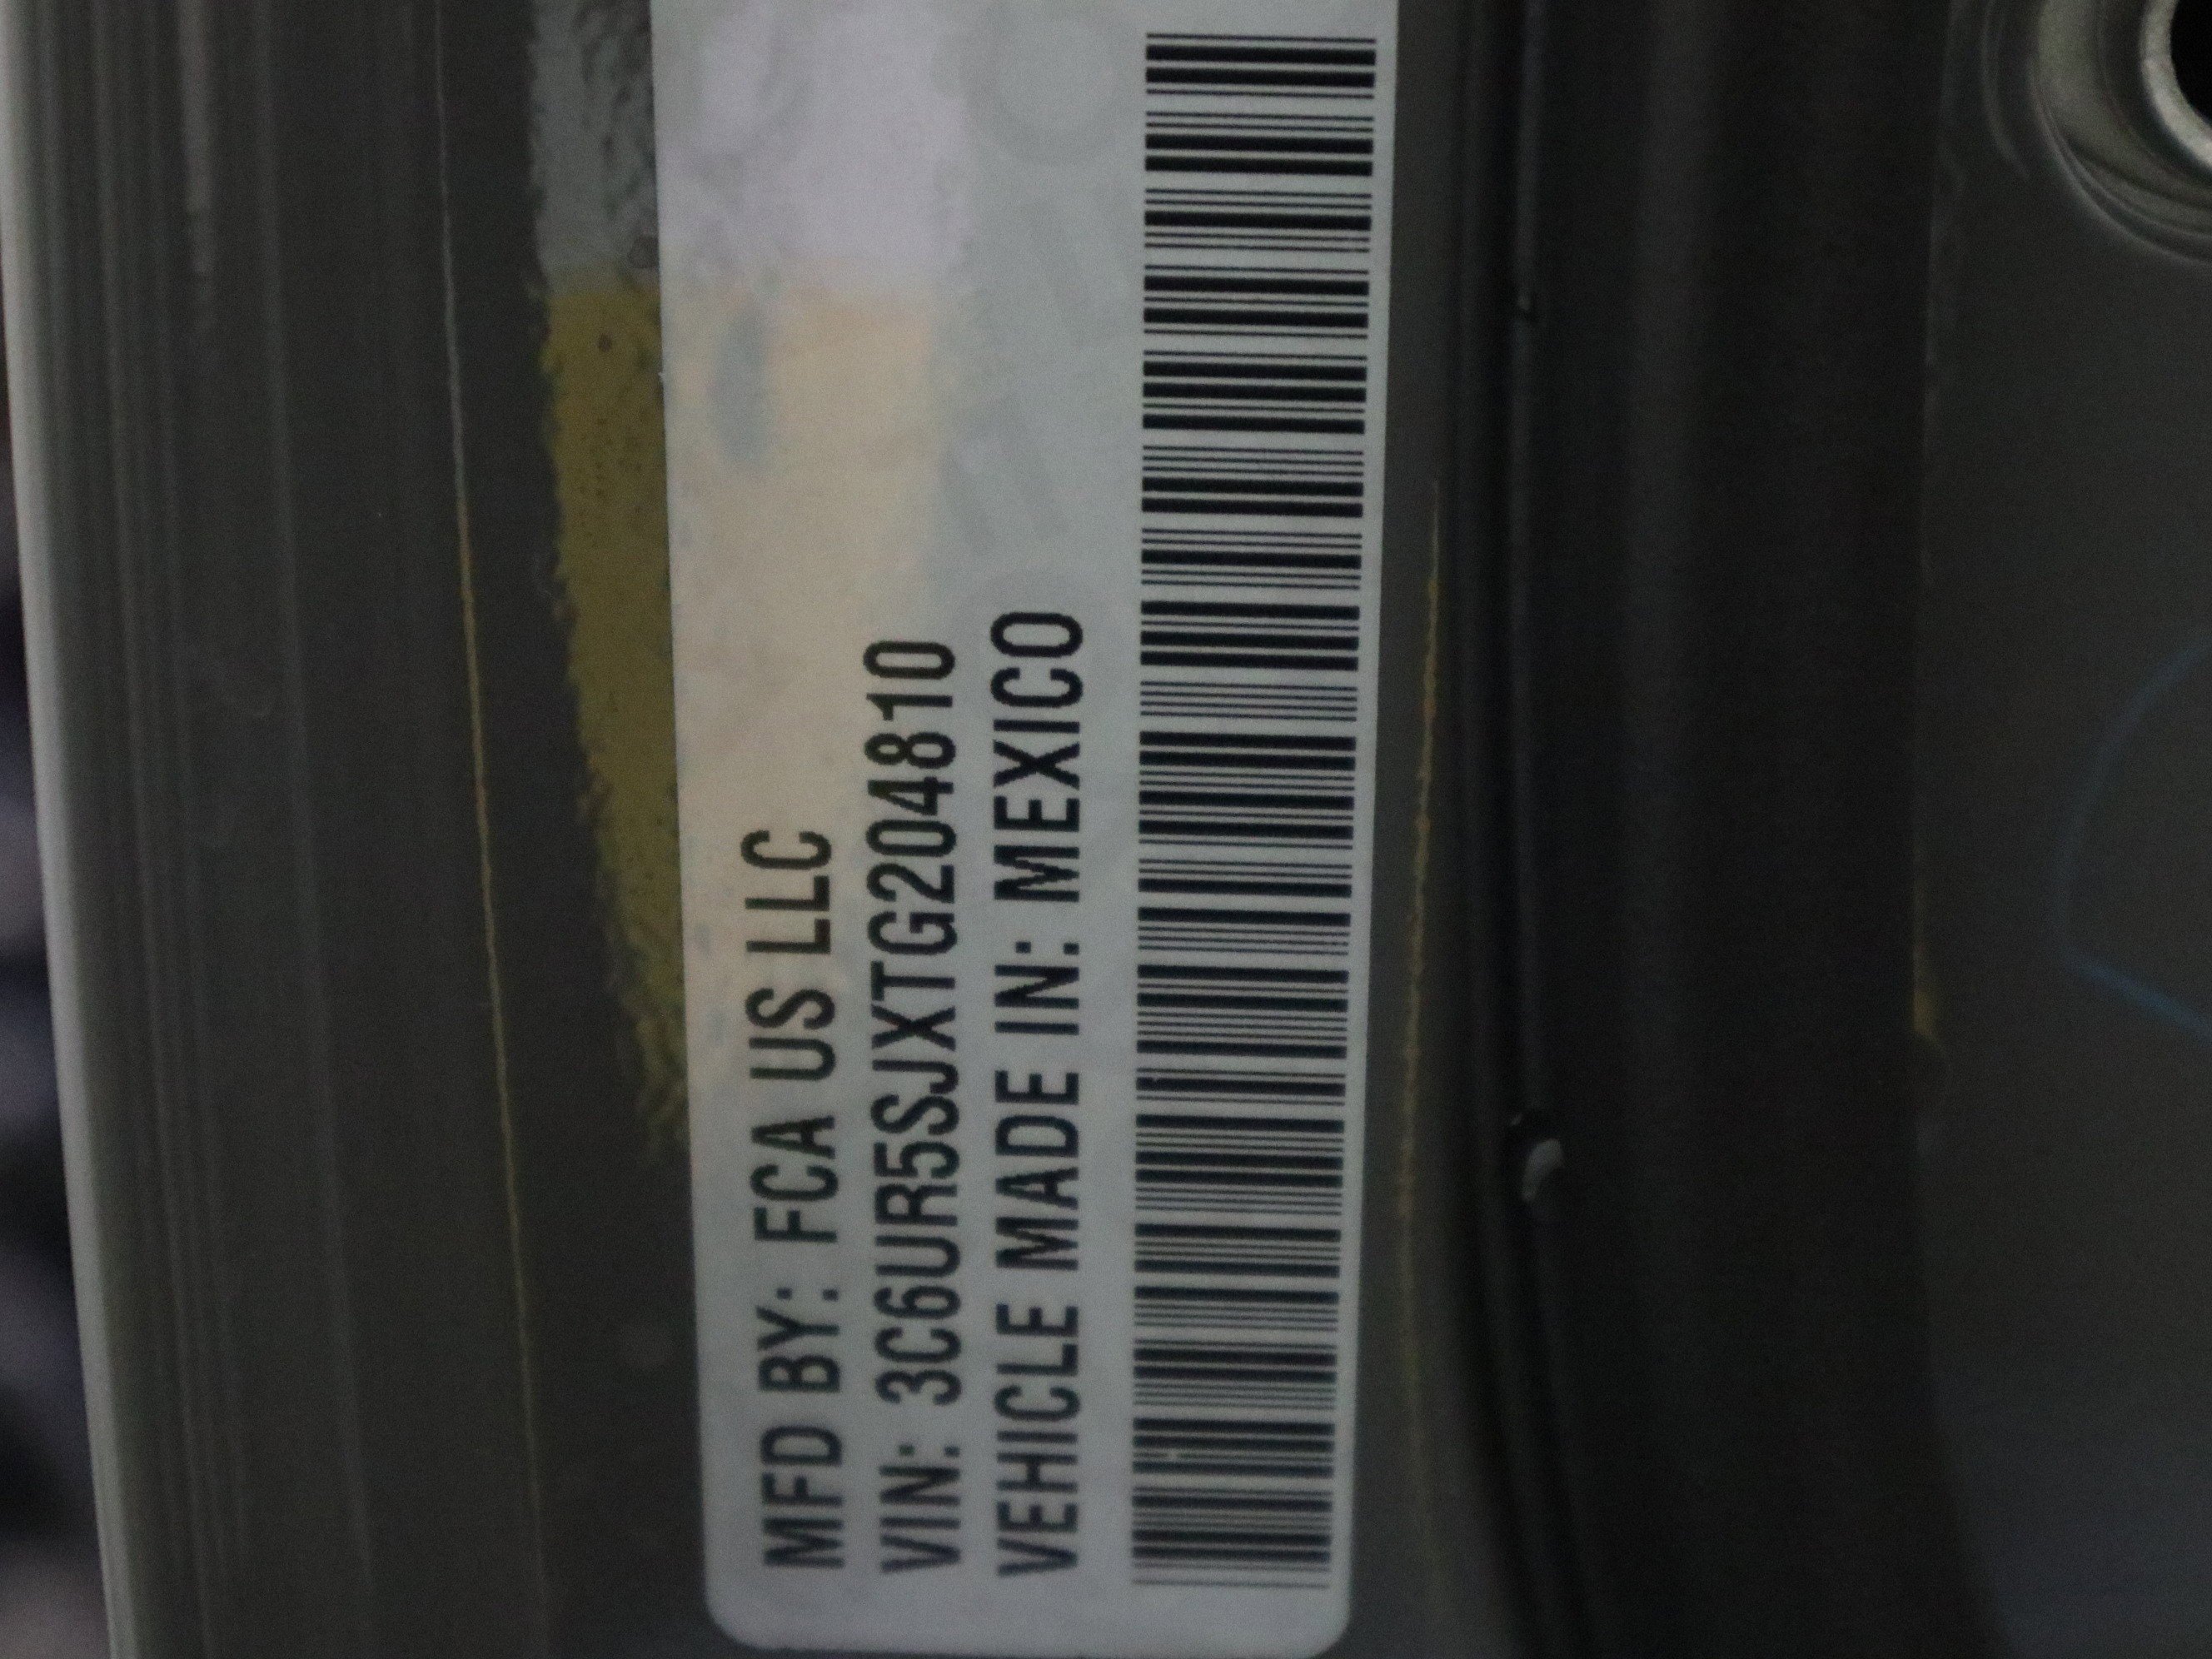 MFD BY: FCA US LLC
VIN: 3C6UR5SJXTG204810
VEHICLE MADE IN: MEXICO